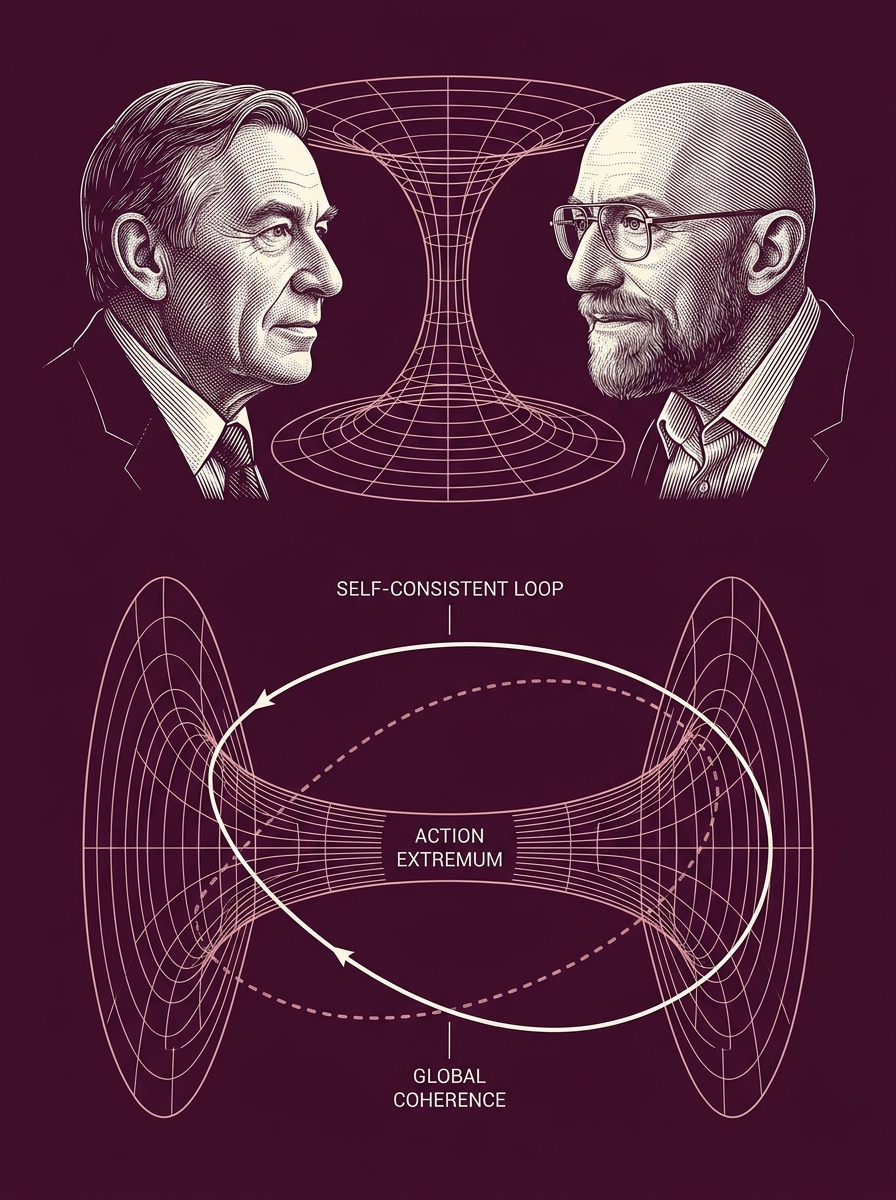 SELF-CONSISTENT LOOP
ACTION
EXTREMUM
GLOBAL
COHERENCE